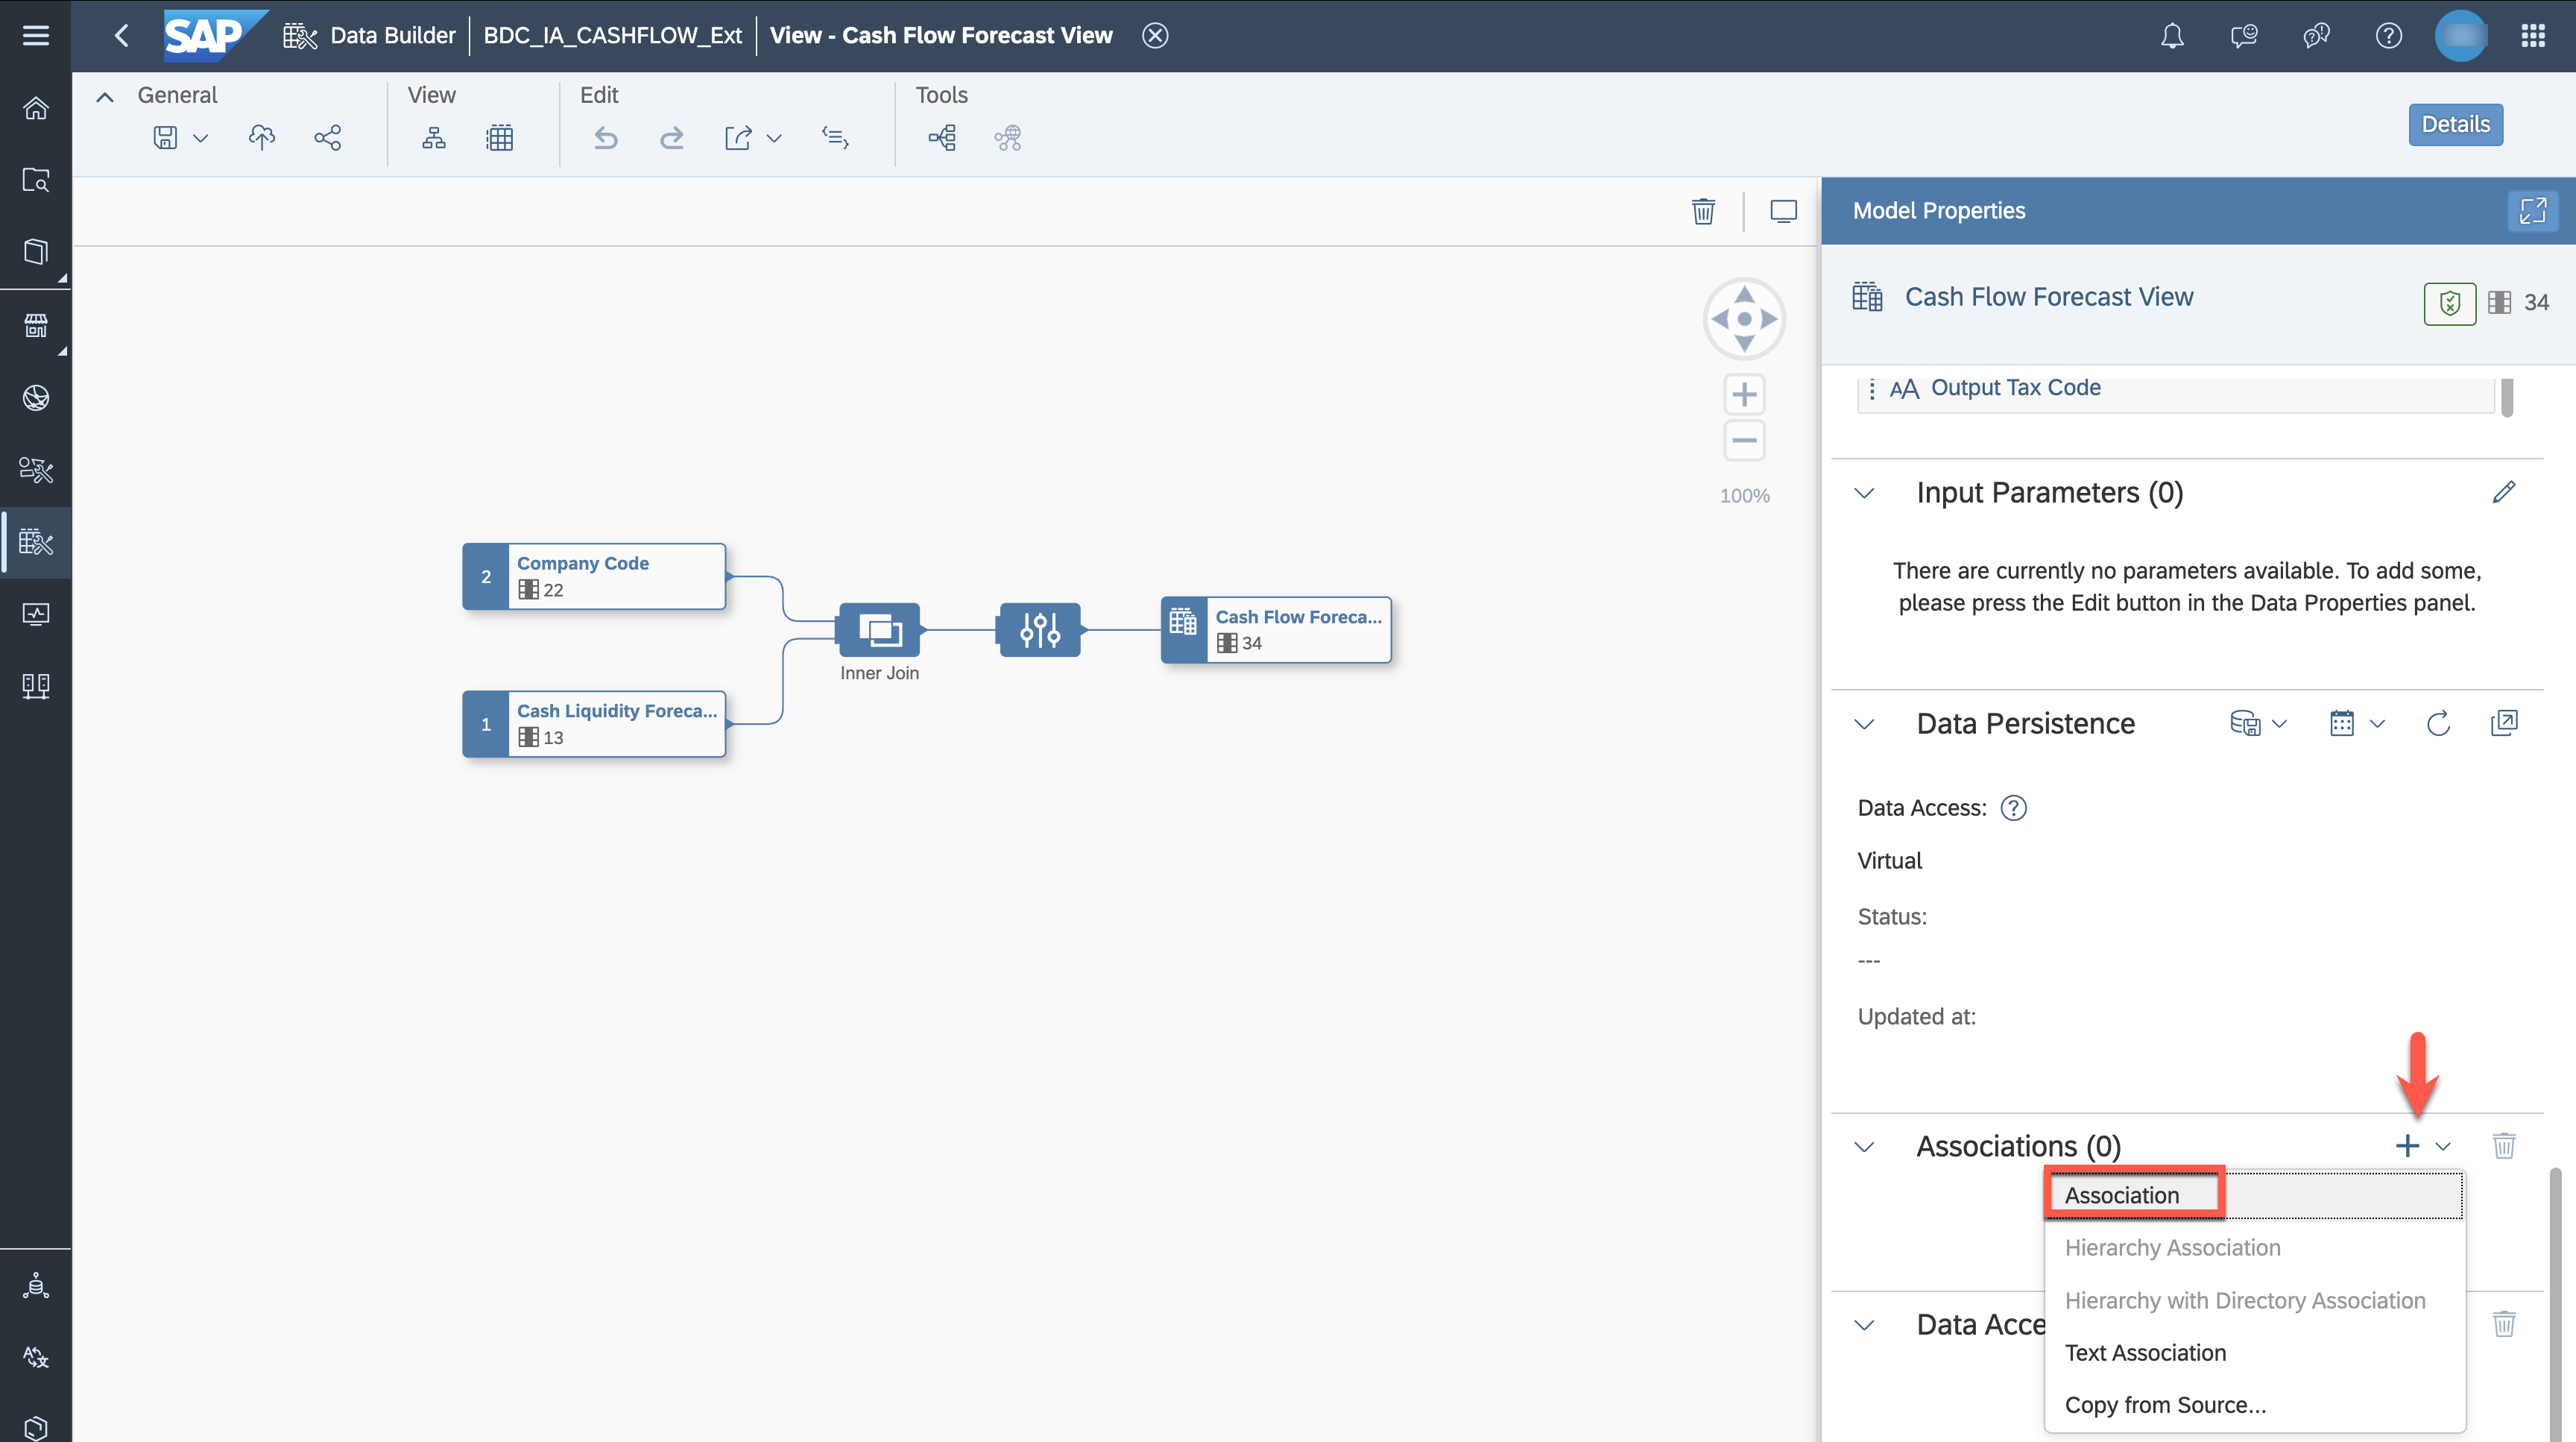 SAP
Data Builder
BDC_IA_CASHFLOW_Ext
View - Cash Flow Forecast View
General
View
Edit
Tools
Details
Model Properties
Cash Flow Forecast View
34
AA Output Tax Code
100%
Input Parameters (0)
There are currently no parameters available. To add some,
please press the Edit button in the Data Properties panel.
2
Company Code
22
Inner Join
Cash Flow Foreca...
34
1
Cash Liquidity Foreca...
13
Data Persistence
Data Access:
Virtual
Status:
---
Updated at:
Associations (0)
Association
Hierarchy Association
Hierarchy with Directory Association
Data Acce
Text Association
Copy from Source...